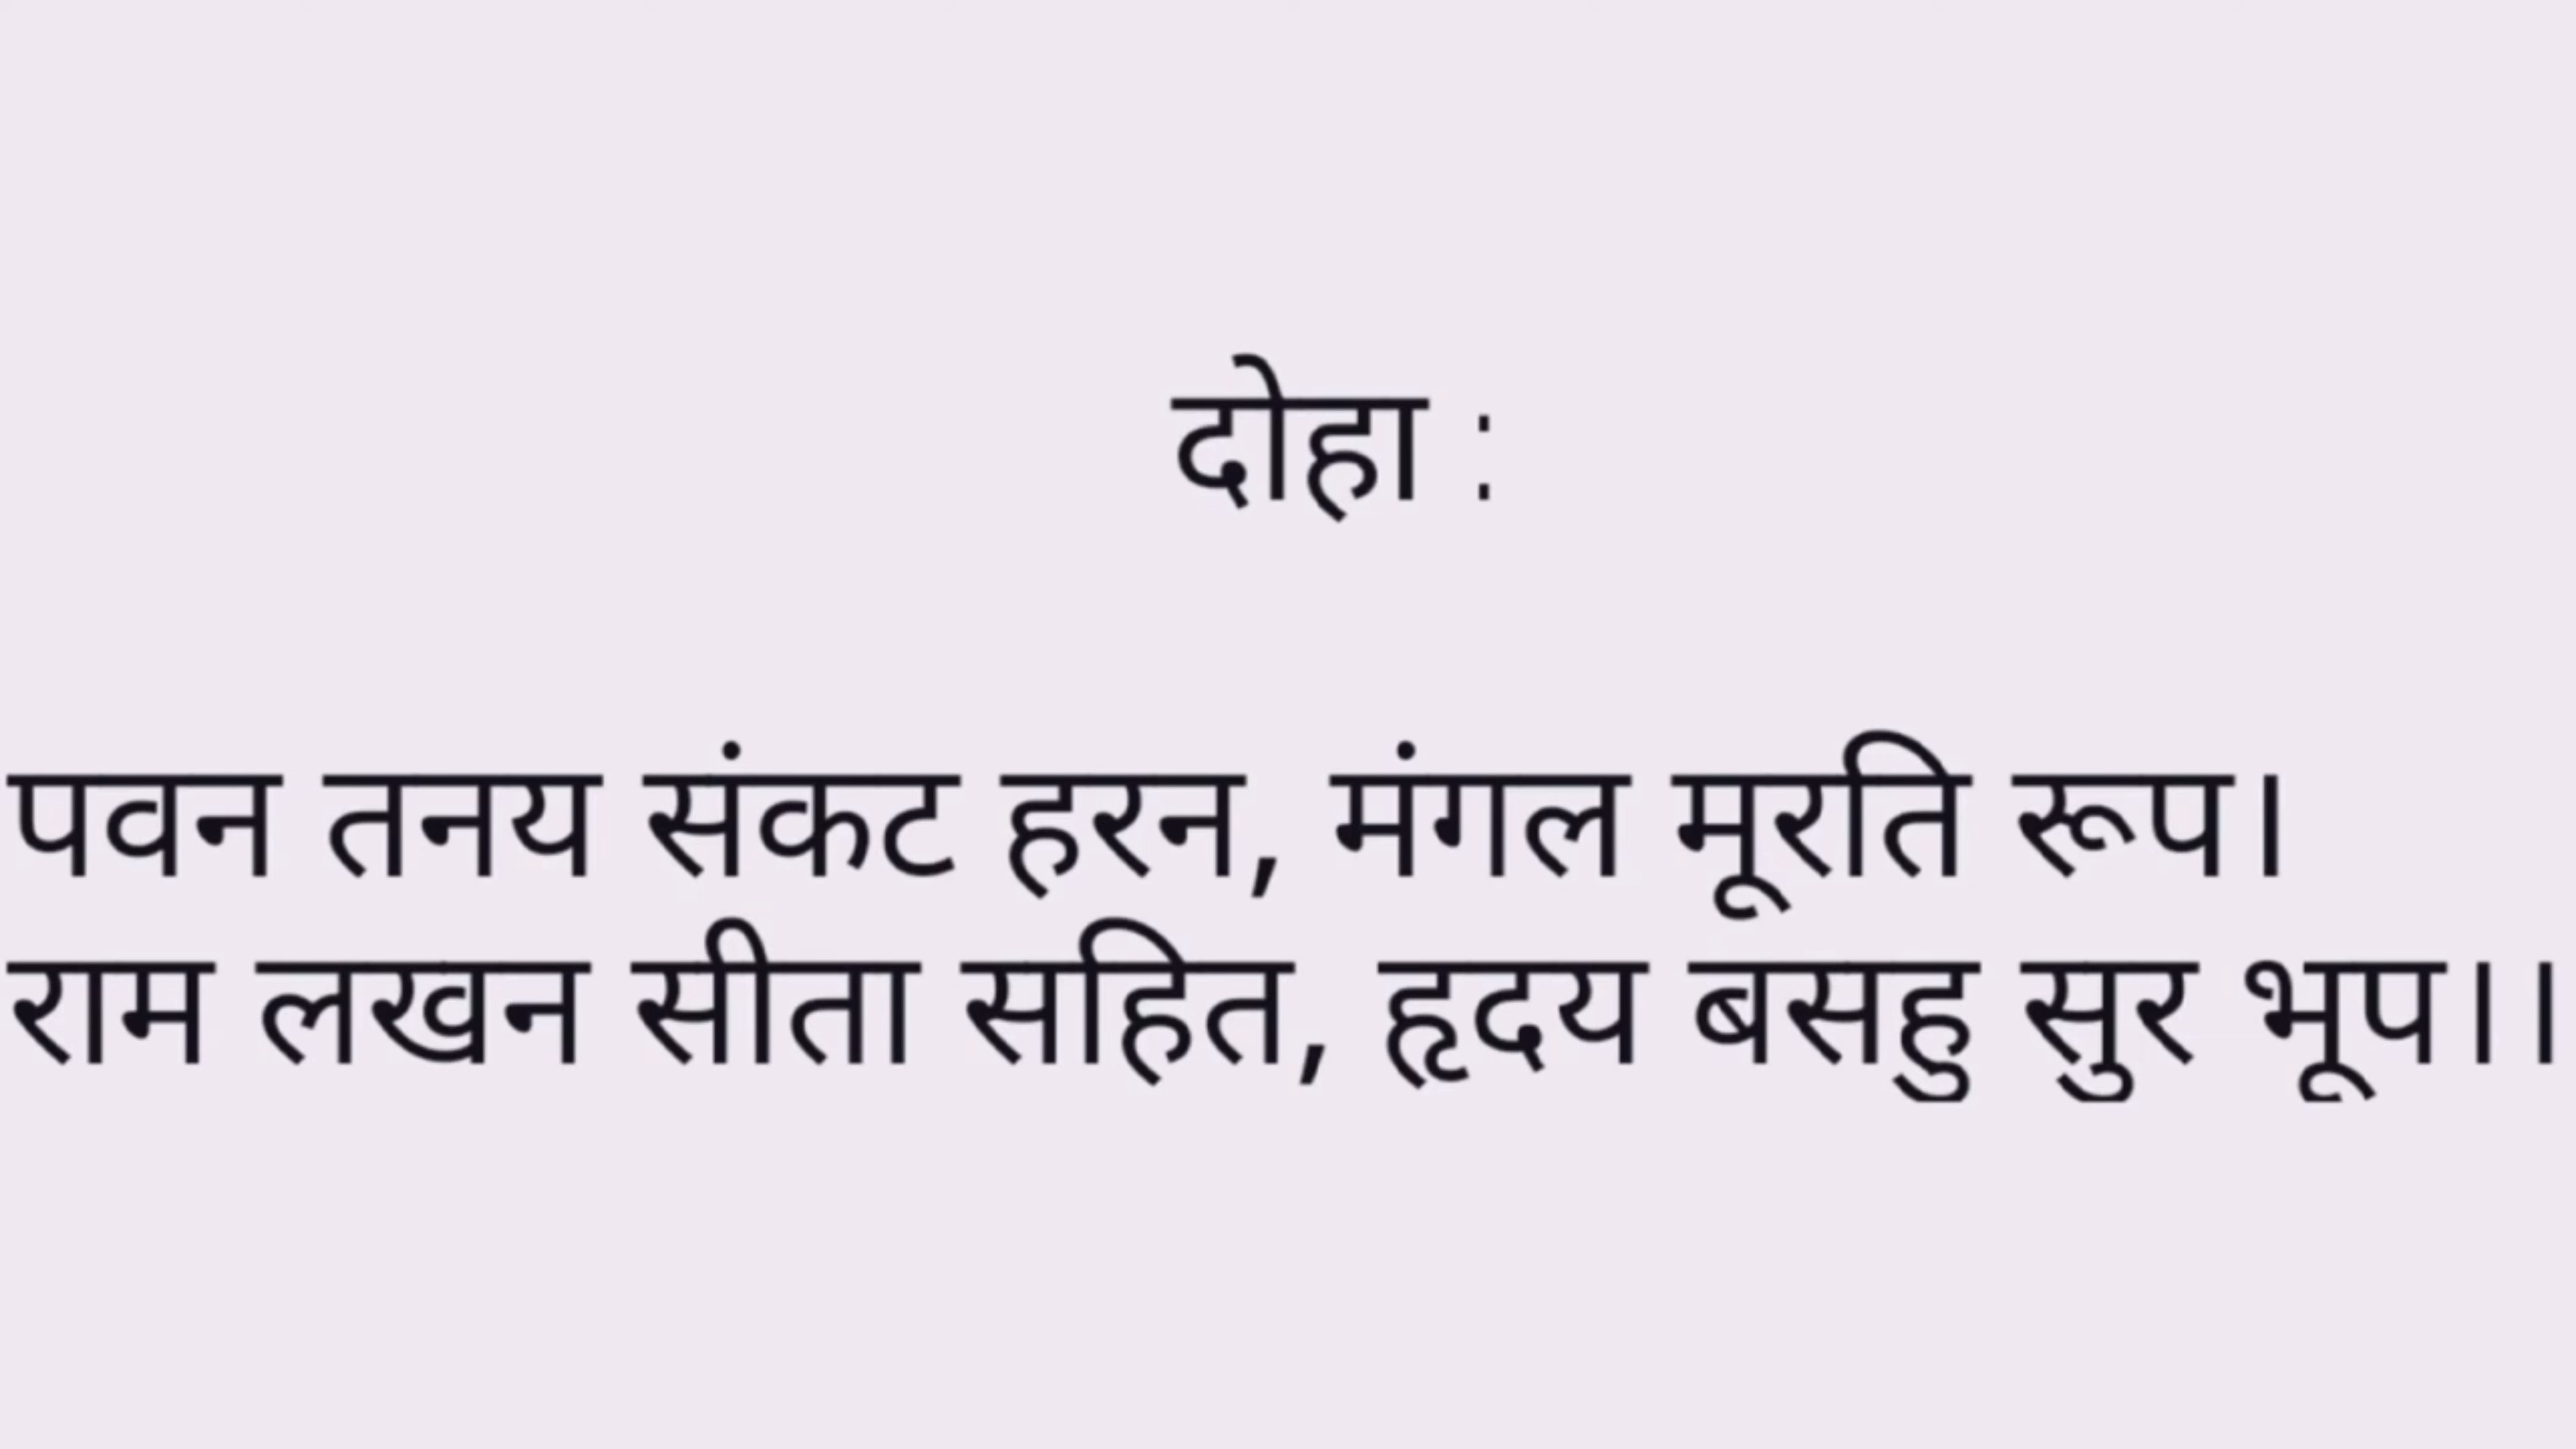 दोहा :
पवन तनय संकट हरन, मंगल मूरति रूप।
राम लखन सीता सहित, हृदय बसहु सुर भूप।।